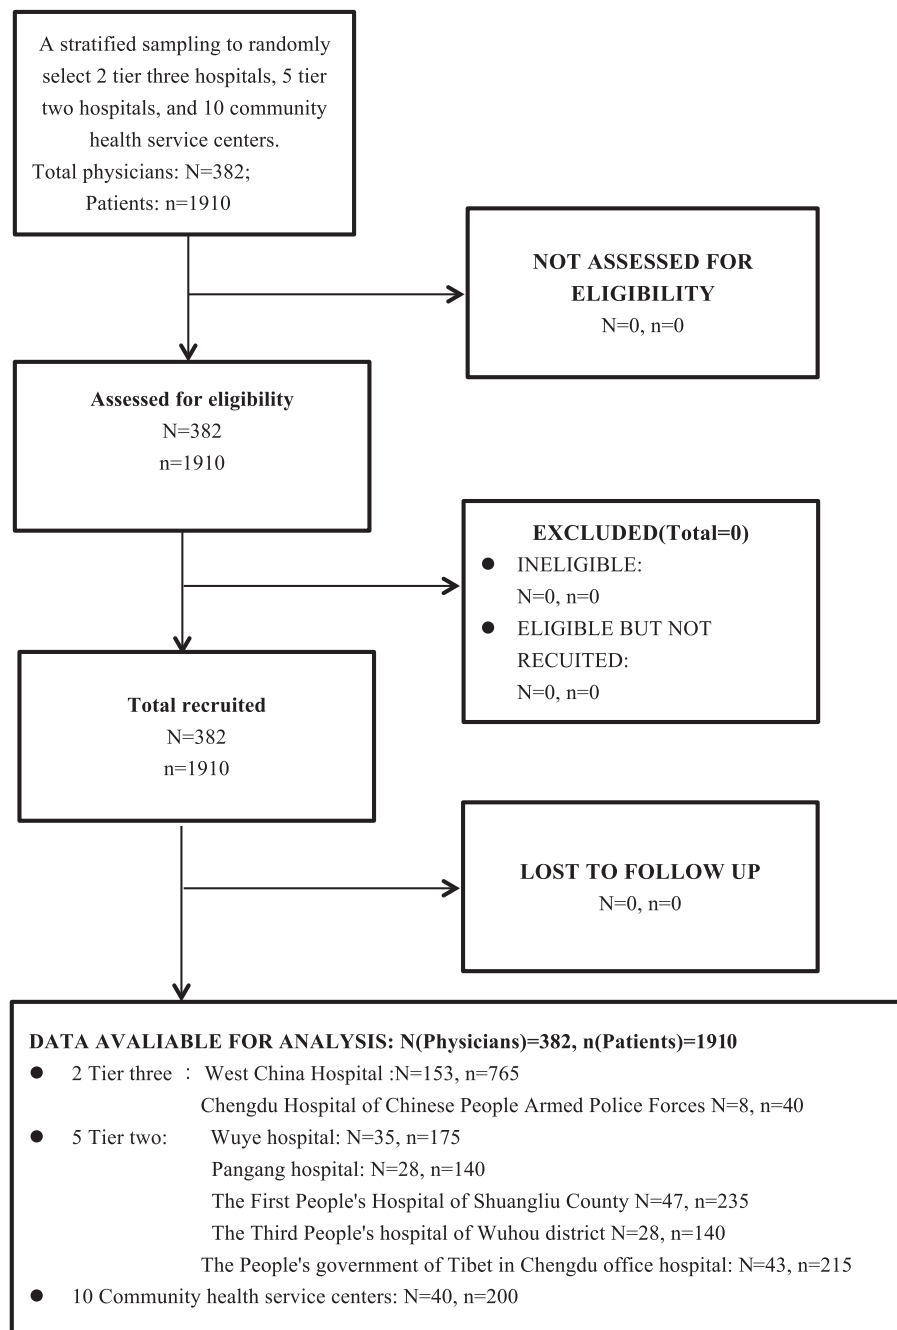 A stratified sampling to randomly
select 2 tier three hospitals, 5 tier
two hospitals, and 10 community
health service centers.
Total physicians: N=382;
Patients: n=1910
NOT ASSESSED FOR
ELIGIBILITY
N=0, n=0
Assessed for eligibility
N=382
n=1910
EXCLUDED(Total=0)
● INELIGIBLE:
N=0, n=0
● ELIGIBLE BUT NOT
RECUITED:
N=0, n=0
Total recruited
N=382
n=1910
LOST TO FOLLOW UP
N=0, n=0
DATA AVALIABLE FOR ANALYSIS: N(Physicians)=382, n(Patients)=1910
● 2 Tier three : West China Hospital :N=153, n=765
Chengdu Hospital of Chinese People Armed Police Forces N=8, n=40
● 5 Tier two: Wuye hospital: N=35, n=175
Pangang hospital: N=28, n=140
The First People's Hospital of Shuangliu County N=47, n=235
The Third People's hospital of Wuhou district N=28, n=140
The People's government of Tibet in Chengdu office hospital: N=43, n=215
● 10 Community health service centers: N=40, n=200